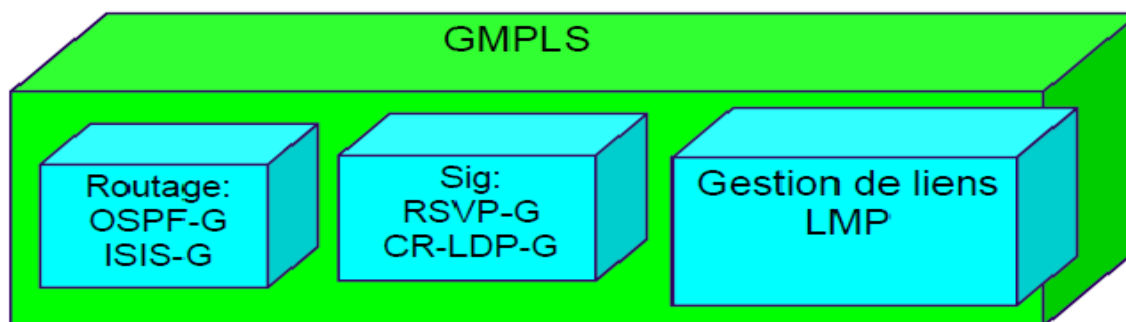 GMPLS
Routage:
OSPF-G
ISIS-G
Sig:
RSVP-G
CR-LDP-G
Gestion de liens
LMP